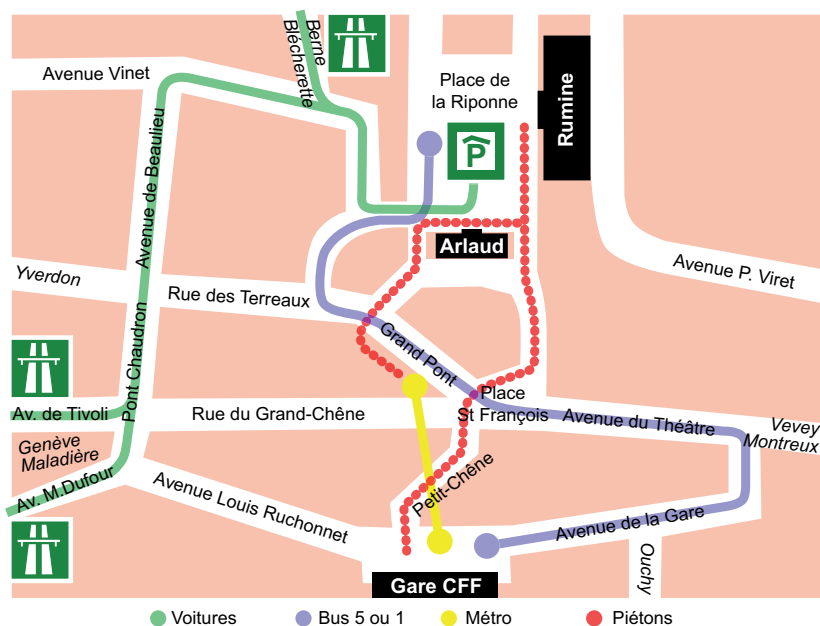 Berne
Blécherette
Avenue Vinet
Place de
la Riponne
P
Rumine
Avenue de Beaulieu
Arlaud
Avenue P. Viret
Yverdon
Rue des Terreaux
Grand Pont
Pont Chaudron
Place
St François
Av. de Tivoli
Rue du Grand-Chêne
Avenue du Théâtre
Vevey
Montreux
Genève
Maladière
Petit-Chêne
Av. M.Dufour
Avenue Louis Ruchonnet
Avenue de la Gare
Ouchy
Gare CFF
Voitures
Bus 5 ou 1
Métro
Piétons